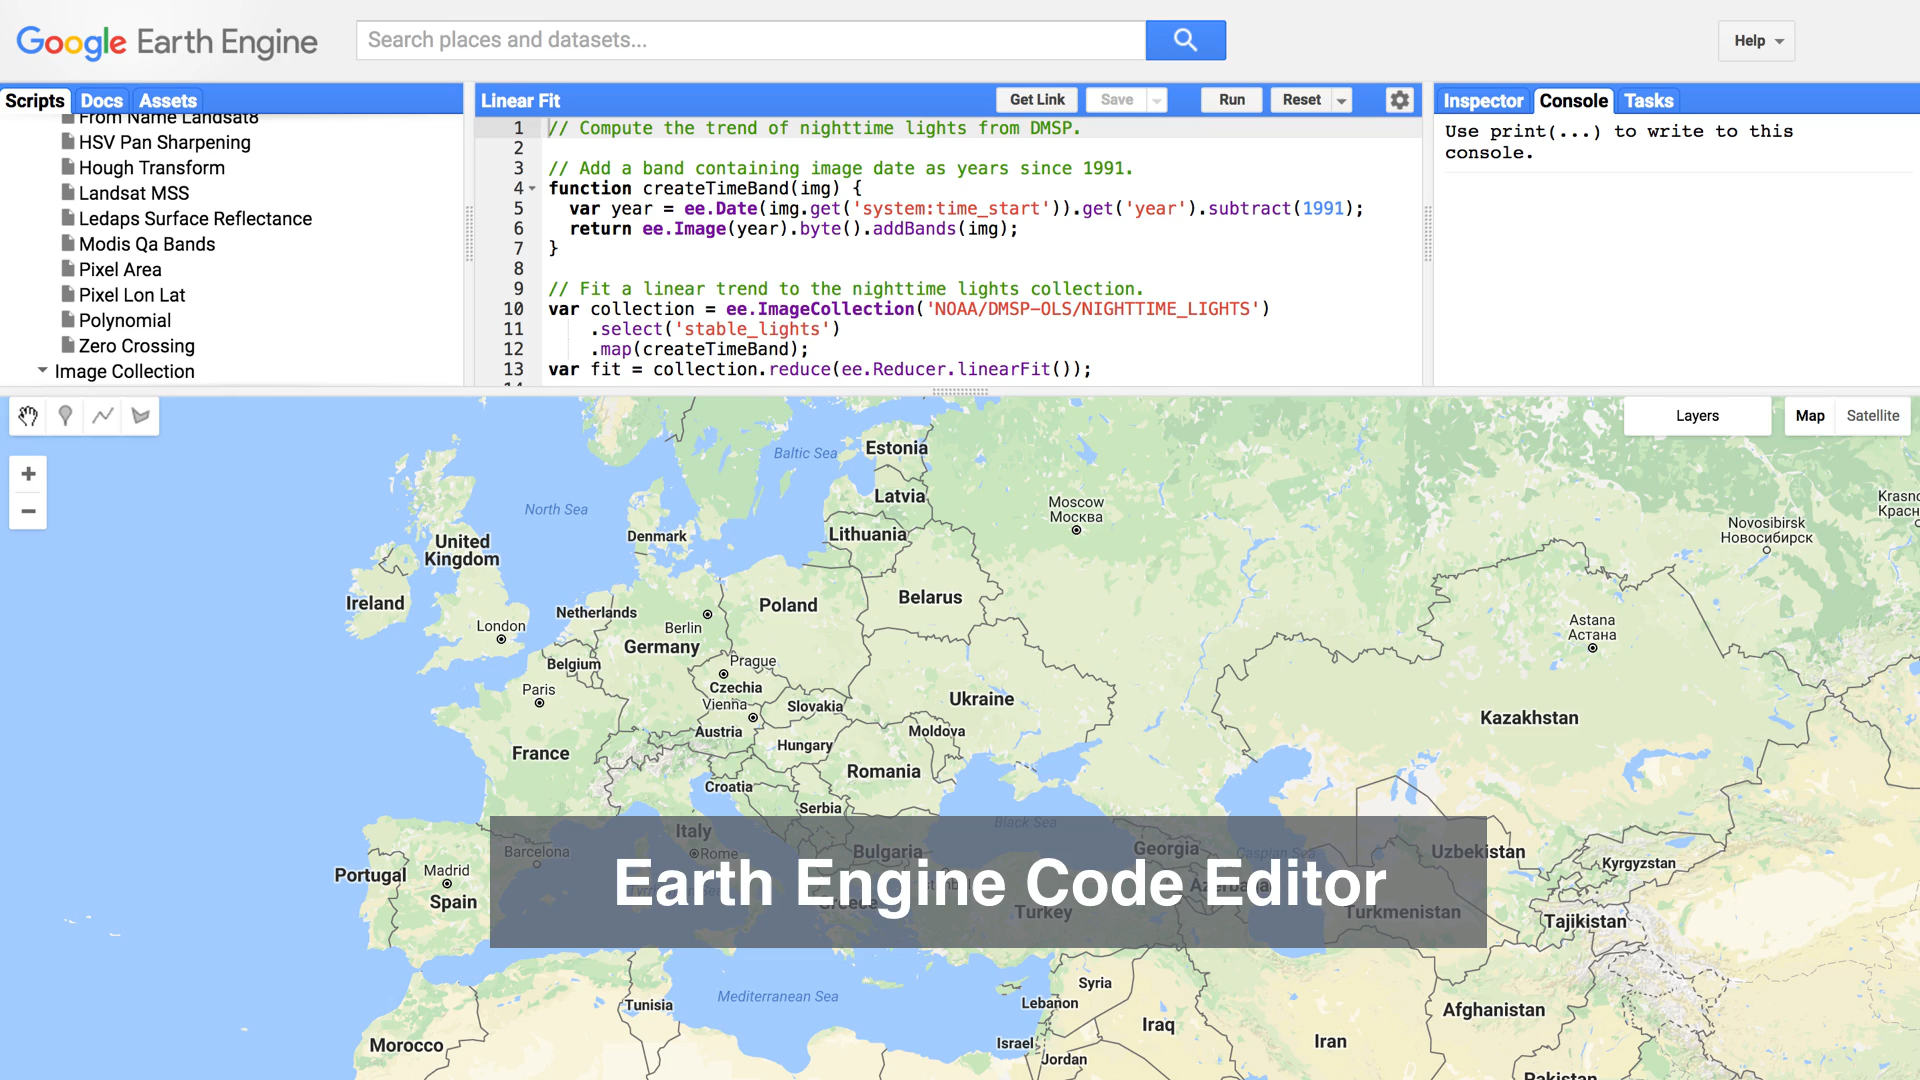 Google Earth Engine
Search places and datasets...
Help
Scripts Docs Assets
From Name Landsat8
HSV Pan Sharpening
Hough Transform
Landsat MSS
Ledaps Surface Reflectance
Modis Qa Bands
Pixel Area
Pixel Lon Lat
Polynomial
Zero Crossing
Image Collection
Linear Fit
Get Link Save Run Reset
1 // Compute the trend of nighttime lights from DMSP.
2
3 // Add a band containing image date as years since 1991.
4 function createTimeBand(img) {
5 var year = ee.Date(img.get('system:time_start')).get('year').subtract(1991);
6 return ee.Image(year).byte().addBands(img);
7 }
8
9 // Fit a linear trend to the nighttime lights collection.
10 var collection = ee.ImageCollection('NOAA/DMSP-OLS/NIGHTTIME_LIGHTS')
11 .select('stable_lights')
12 .map(createTimeBand);
13 var fit = collection.reduce(ee.Reducer.linearFit());
Inspector Console Tasks
Use print(...) to write to this
console.
Layers
Map Satellite
Estonia
Baltic Sea
Latvia
Moscow
Москва
North Sea
Denmark
Lithuania
Novosibirsk
Новосибирск
United
Kingdom
Ireland
Netherlands
Poland
Belarus
London
Berlin
Germany
Astana
Астана
Belgium
Prague
Czechia
Paris
Vienna
Slovakia
Ukraine
Kazakhstan
Austria
Moldova
France
Hungary
Romania
Croatia
Serbia
Black Sea
Italy
Barcelona
Rome
Bulgaria
Georgia
Caspian Sea
Uzbekistan
Kyrgyzstan
Portugal
Madrid
Spain
Greece
Turkey
Turkmenistan
Tajikistan
Earth Engine Code Editor
Syria
Mediterranean Sea
Lebanon
Tunisia
Iraq
Afghanistan
Morocco
Israel
Jordan
Iran
Pakistan